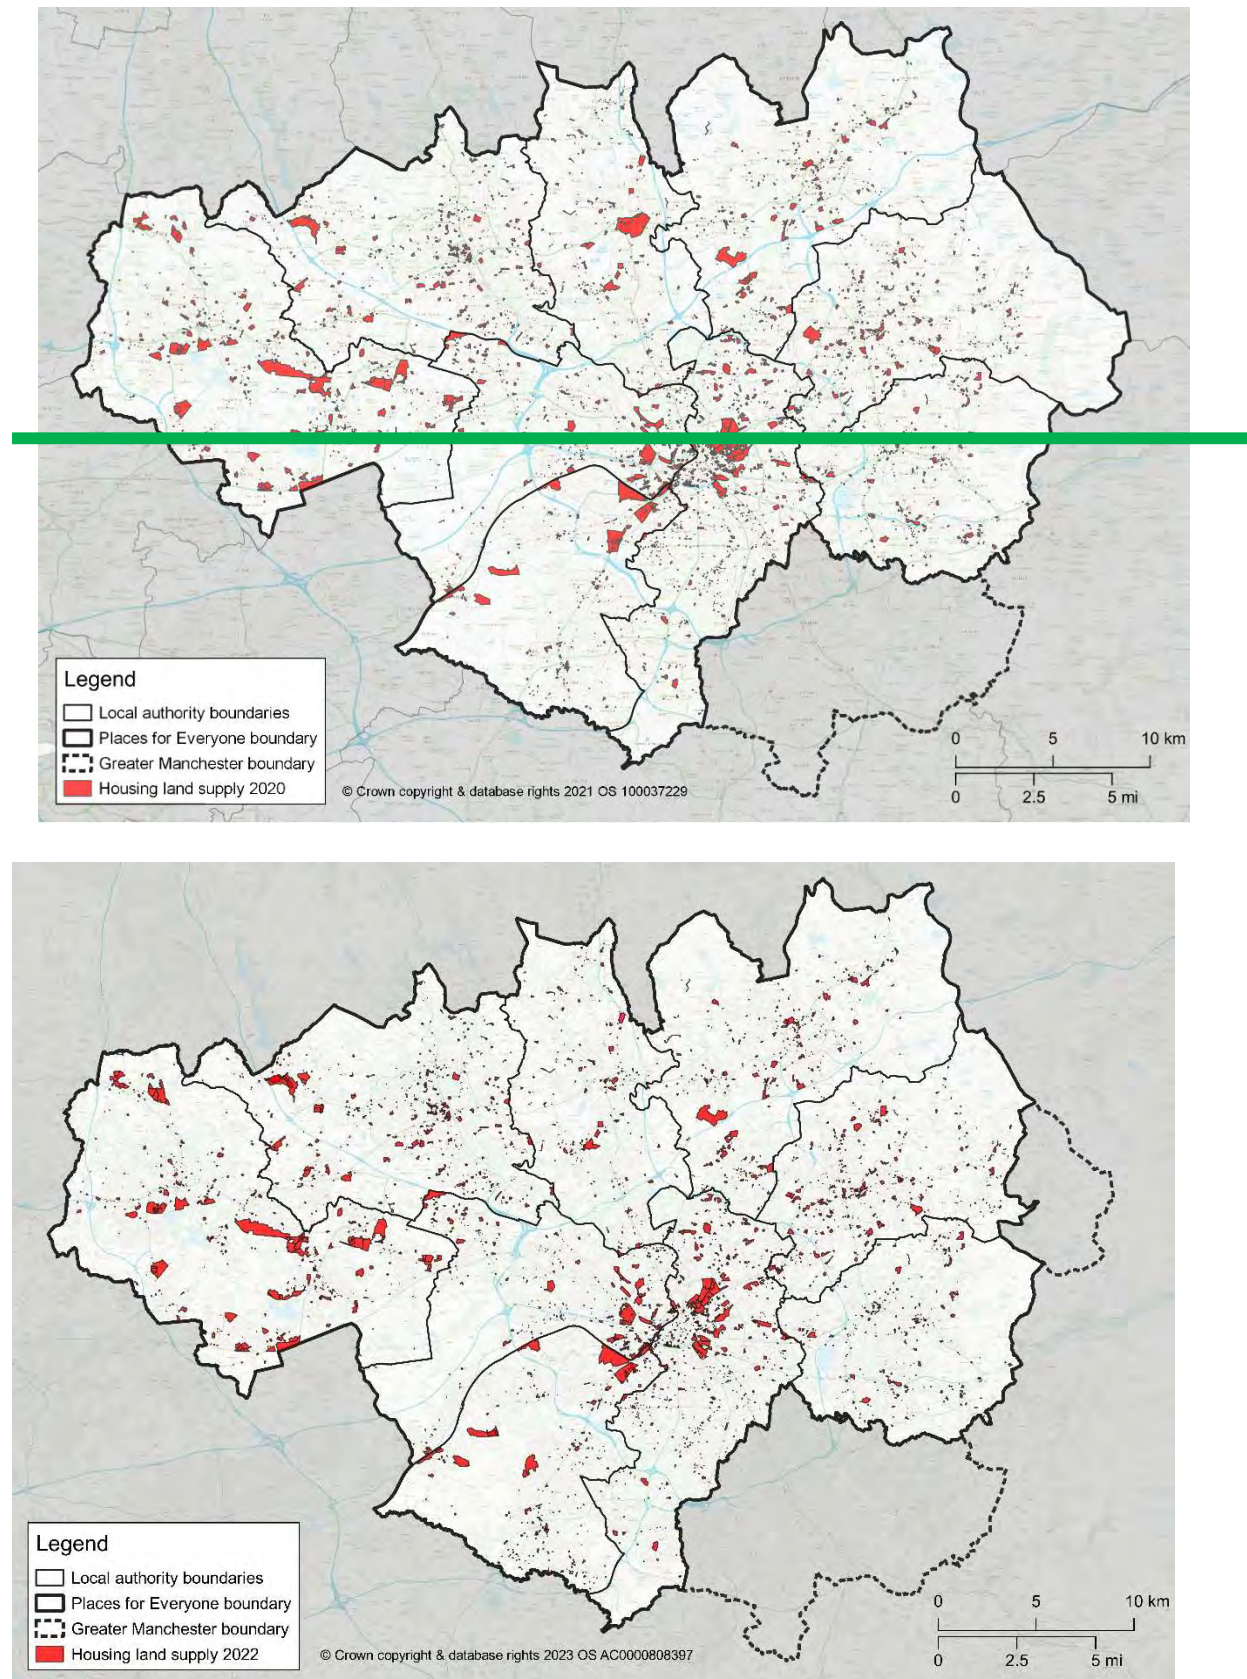 Legend
Local authority boundaries
Places for Everyone boundary
Greater Manchester boundary
Housing land supply 2020
© Crown copyright & database rights 2021 OS 100037229
0 5 10 km
0 2.5 5 mi
Legend
Local authority boundaries
Places for Everyone boundary
Greater Manchester boundary
Housing land supply 2022
© Crown copyright & database rights 2023 OS AC0000808397
0 5 10 km
0 2.5 5 mi